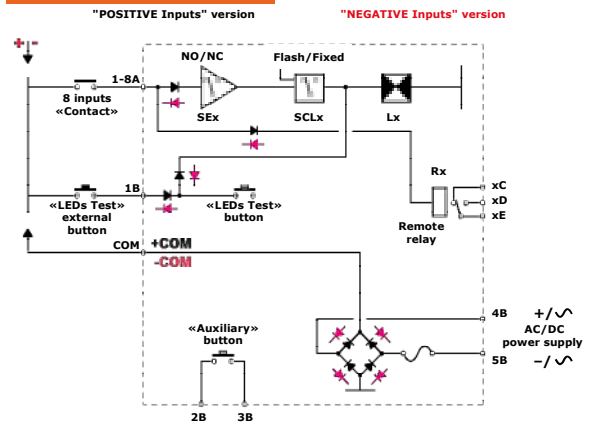 "POSITIVE Inputs" version
"NEGATIVE Inputs" version
+ -
NO/NC
Flash/Fixed
1-8A
8 inputs
«Contact»
SEx
SCLx
Lx
1B
«LEDs Test»
external
button
«LEDs Test»
button
Rx
xC
xD
xE
Remote
relay
COM
+COM
-COM
«Auxiliary»
button
2B
3B
4B
+/∿
AC/DC
power supply
5B
−/∿